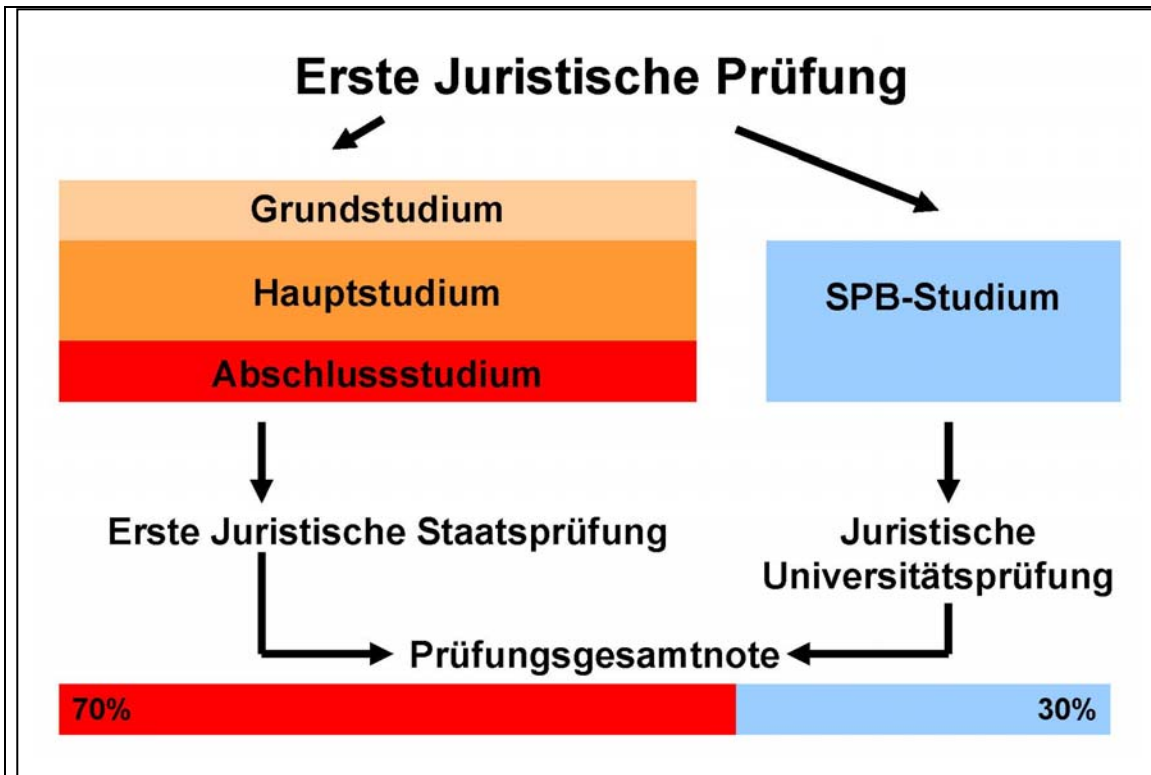 Erste Juristische Prüfung
Grundstudium
Hauptstudium
Abschlussstudium
SPB-Studium
Erste Juristische Staatsprüfung
Juristische
Universitätsprüfung
Prüfungsgesamtnote
70%
30%